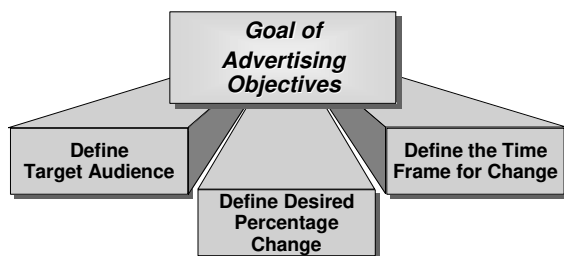 Goal of
Advertising
Objectives
Define
Target Audience
Define Desired
Percentage
Change
Define the Time
Frame for Change